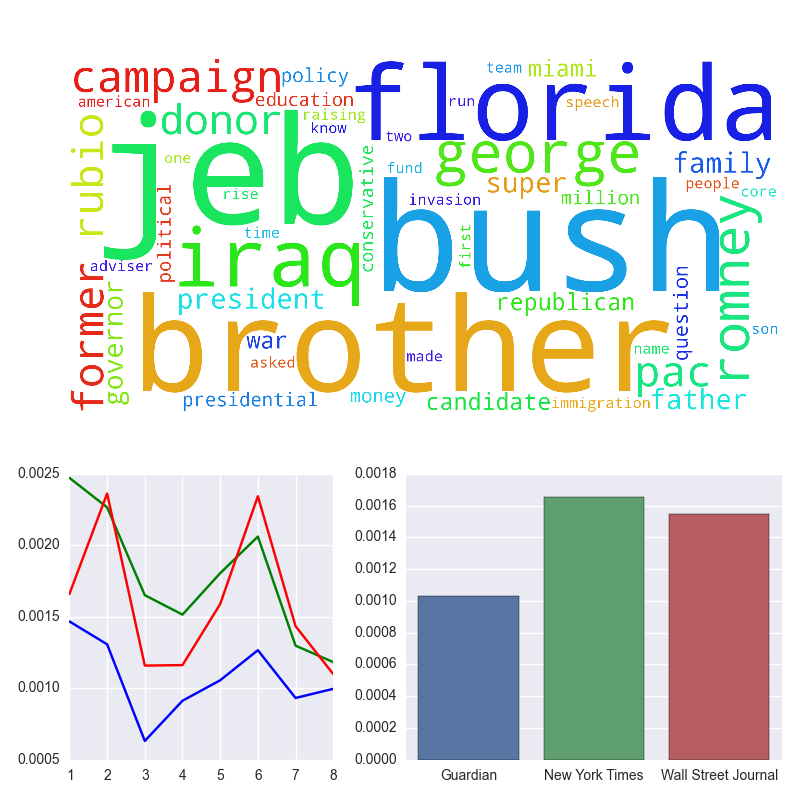 campaign
policy
team
miami
american
education
florida
run
speech
donor
raising
know
two
jeb
rubio
one
conservative
fund
george
family
super
people
core
rise
political
invasion
million
bush
time
first
iraq
adviser
romney
former
governor
president
republican
question
brother
war
son
asked
made
name
pac
presidential
money
candidate
immigration
father
0.0025
0.0020
0.0015
0.0010
0.0005
1 2 3 4 5 6 7 8
0.0018
0.0016
0.0014
0.0012
0.0010
0.0008
0.0006
0.0004
0.0002
0.0000
Guardian New York Times Wall Street Journal